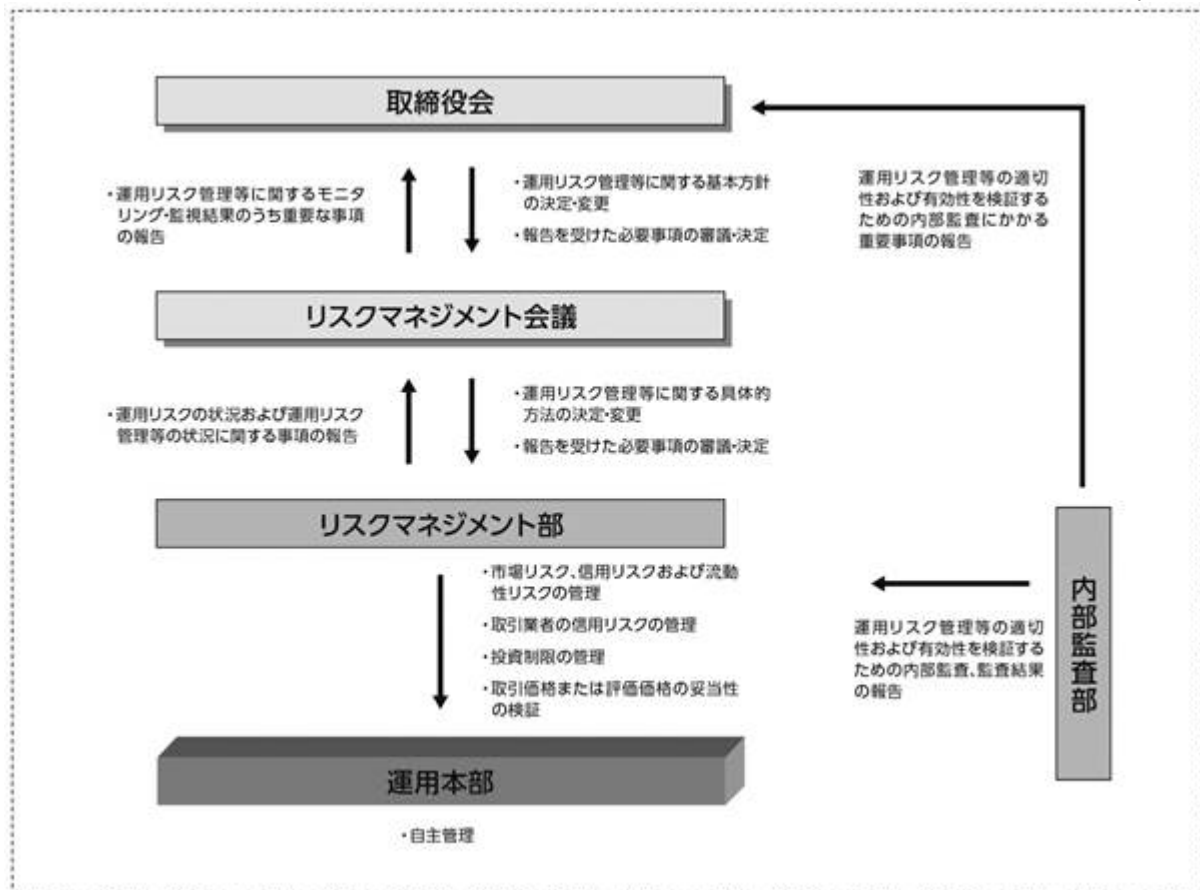 取締役会
・運用リスク管理等に関するモニタ
リング・監視結果のうち重要な事項
の報告
・運用リスク管理等に関する基本方針
の決定・変更
・報告を受けた必要事項の審議・決定
運用リスク管理等の適切
性および有効性を検証する
ための内部監査にかかる
重要事項の報告
リスクマネジメント会議
・運用リスクの状況および運用リスク
管理等の状況に関する事項の報告
・運用リスク管理等に関する具体的
方法の決定・変更
・報告を受けた必要事項の審議・決定
リスクマネジメント部
・市場リスク、信用リスクおよび流動
性リスクの管理
・取引業者の信用リスクの管理
・投資制限の管理
・取引価格または評価価格の妥当性
の検証
運用リスク管理等の適切
性および有効性を検証する
ための内部監査、監査結果
の報告
内部監査部
運用本部
・自主管理